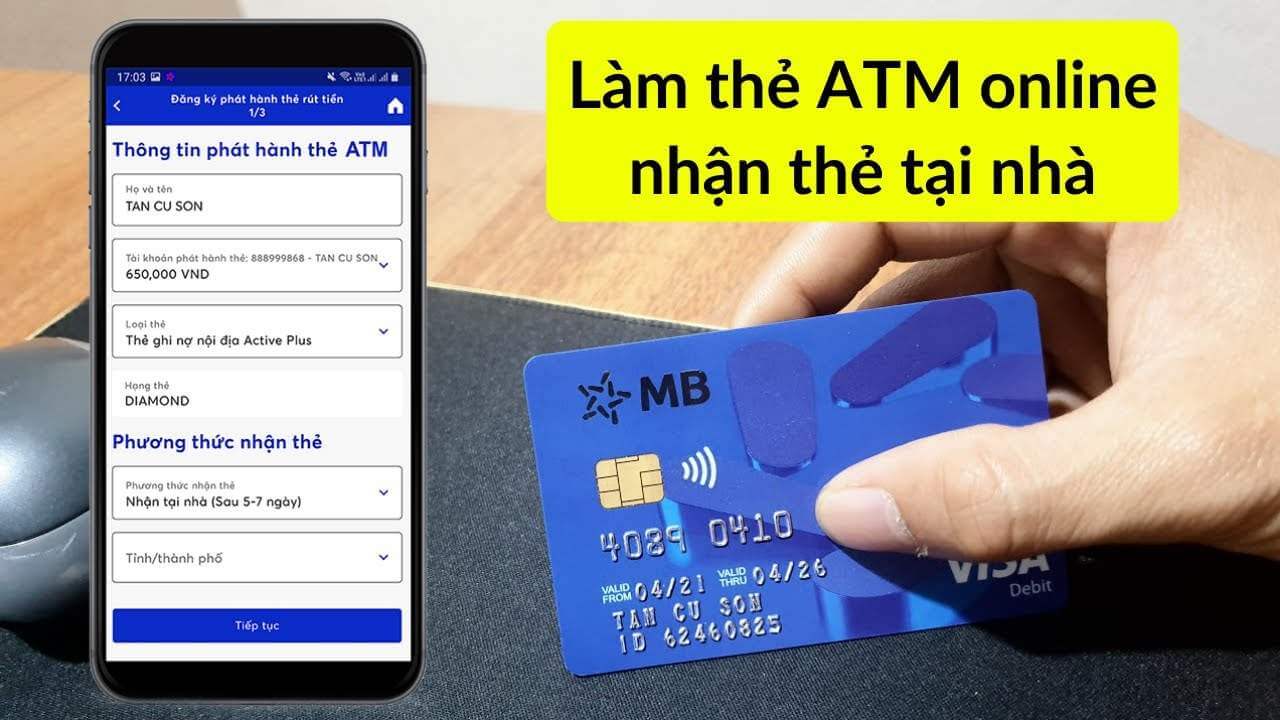 Làm thẻ ATM online
nhận thẻ tại nhà
17:03
Đăng ký phát hành thẻ rút tiền
1/3
Thông tin phát hành thẻ ATM
Họ và tên
TAN CU SON
Tài khoản phát hành thẻ: 888999868 - TAN CU SON
650,000 VND
Loại thẻ
Thẻ ghi nợ nội địa Active Plus
Hạng thẻ
DIAMOND
Phương thức nhận thẻ
Phương thức nhận thẻ
Nhận tại nhà (Sau 5-7 ngày)
Tỉnh/thành phố
Tiếp tục
MB
4089 0410
VALID FROM 04/21 VALID THRU 04/26
TAN CU SON
ID 62460825
VISA
Debit